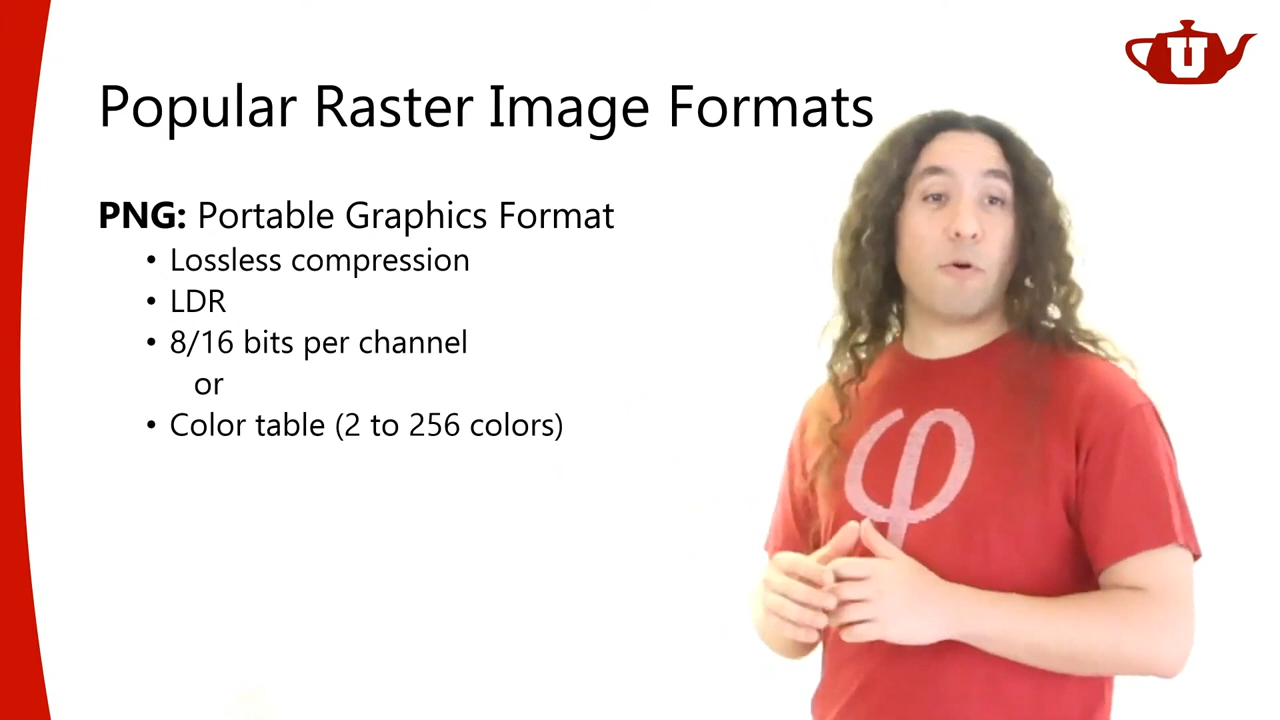 U
Popular Raster Image Formats
PNG: Portable Graphics Format
• Lossless compression
• LDR
• 8/16 bits per channel
or
• Color table (2 to 256 colors)
φ